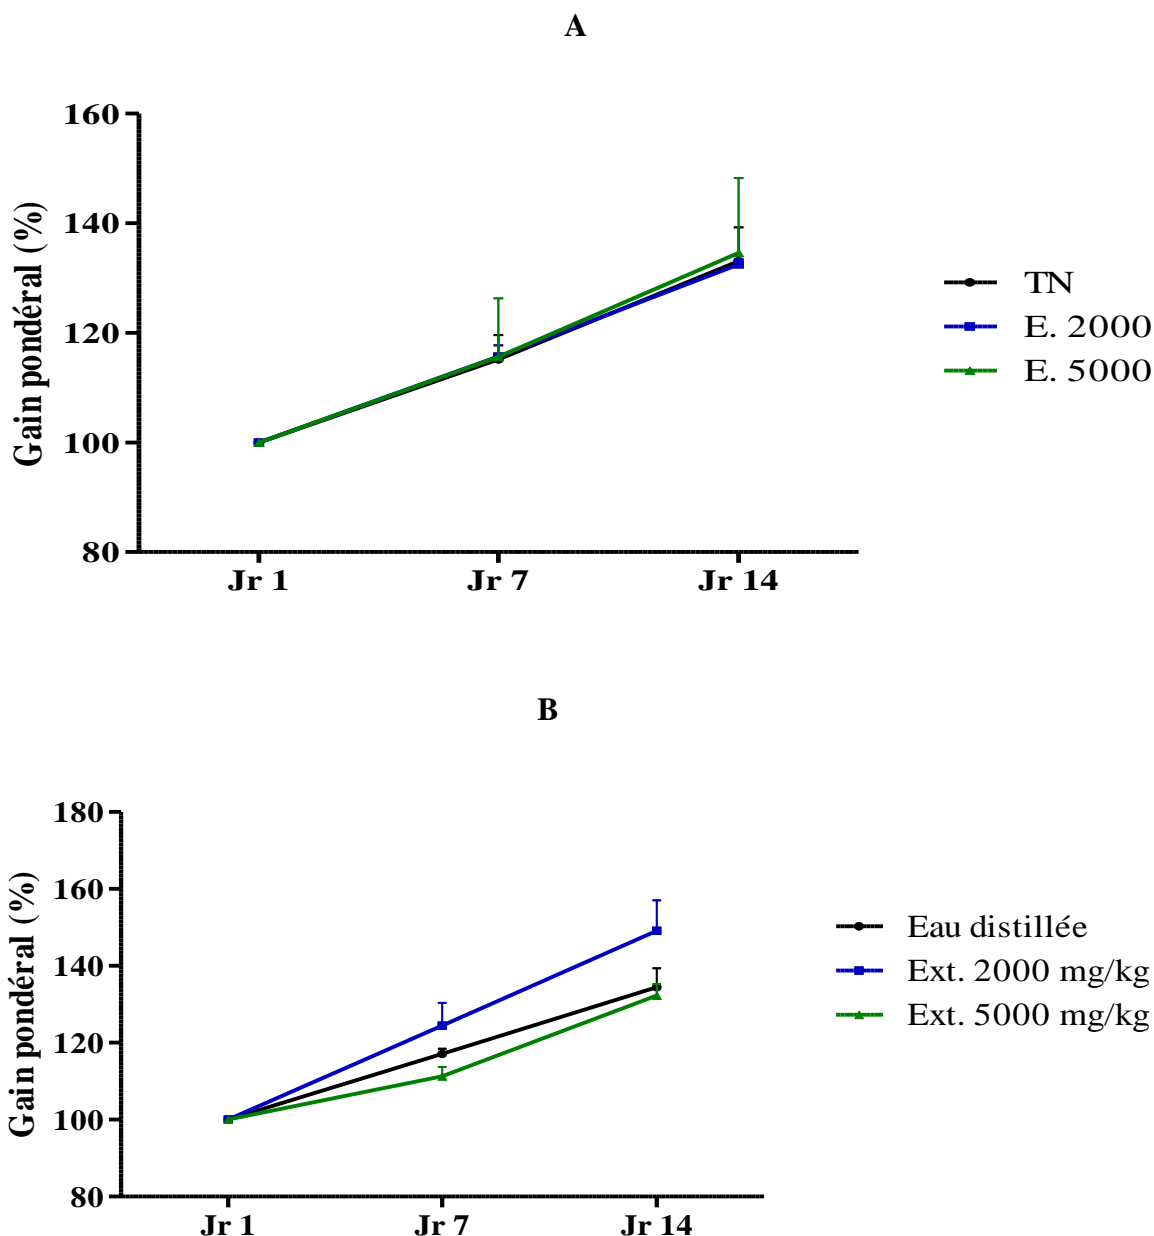 A
160
140
120
100
80
Gain pondéral (%)
Jr 1 Jr 7 Jr 14
TN
E. 2000
E. 5000
B
180
160
140
120
100
80
Gain pondéral (%)
Jr 1 Jr 7 Jr 14
Eau distillée
Ext. 2000 mg/kg
Ext. 5000 mg/kg